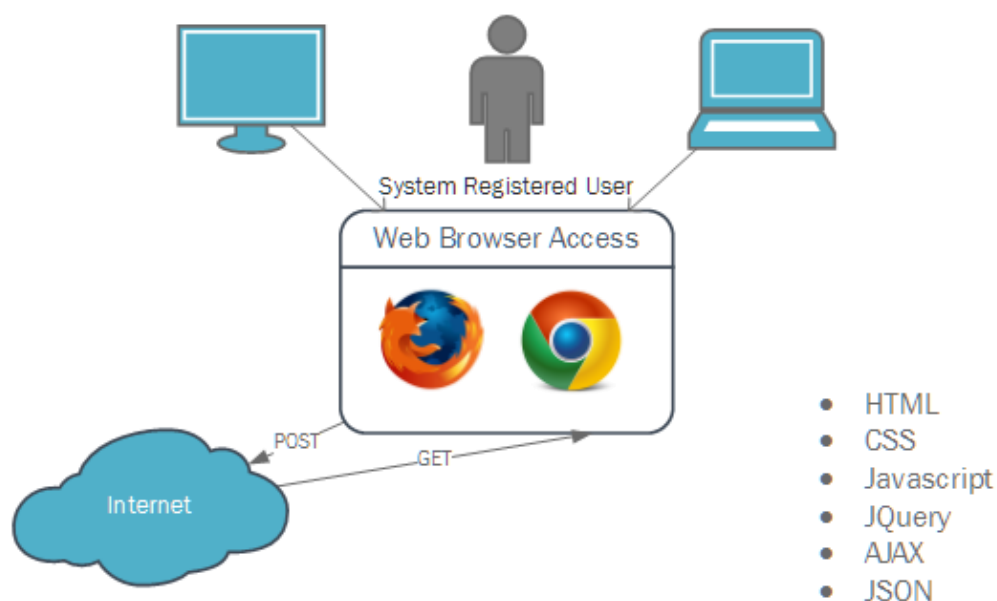 System Registered User
Web Browser Access
POST
GET
Internet
HTML
CSS
Javascript
JQuery
AJAX
JSON